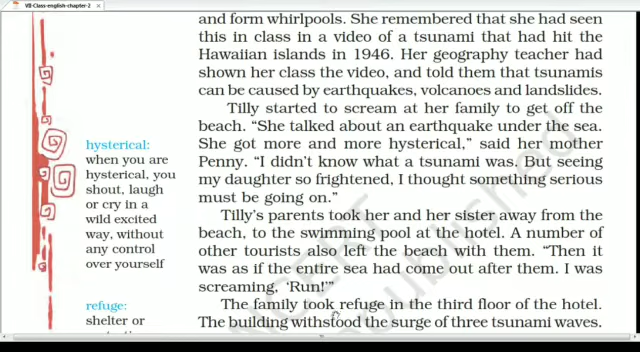 VB-Class-english-chapter-2
and form whirlpools. She remembered that she had seen
this in class in a video of a tsunami that had hit the
Hawaiian islands in 1946. Her geography teacher had
shown her class the video, and told them that tsunamis
can be caused by earthquakes, volcanoes and landslides.
Tilly started to scream at her family to get off the
beach. “She talked about an earthquake under the sea.
She got more and more hysterical,” said her mother
Penny. “I didn’t know what a tsunami was. But seeing
my daughter so frightened, I thought something serious
must be going on.”
Tilly’s parents took her and her sister away from the
beach, to the swimming pool at the hotel. A number of
other tourists also left the beach with them. “Then it
was as if the entire sea had come out after them. I was
screaming, ‘Run!’”
The family took refuge in the third floor of the hotel.
The building withstood the surge of three tsunami waves.
hysterical:
when you are
hysterical, you
shout, laugh
or cry in a
wild excited
way, without
any control
over yourself
refuge:
shelter or
NCERT